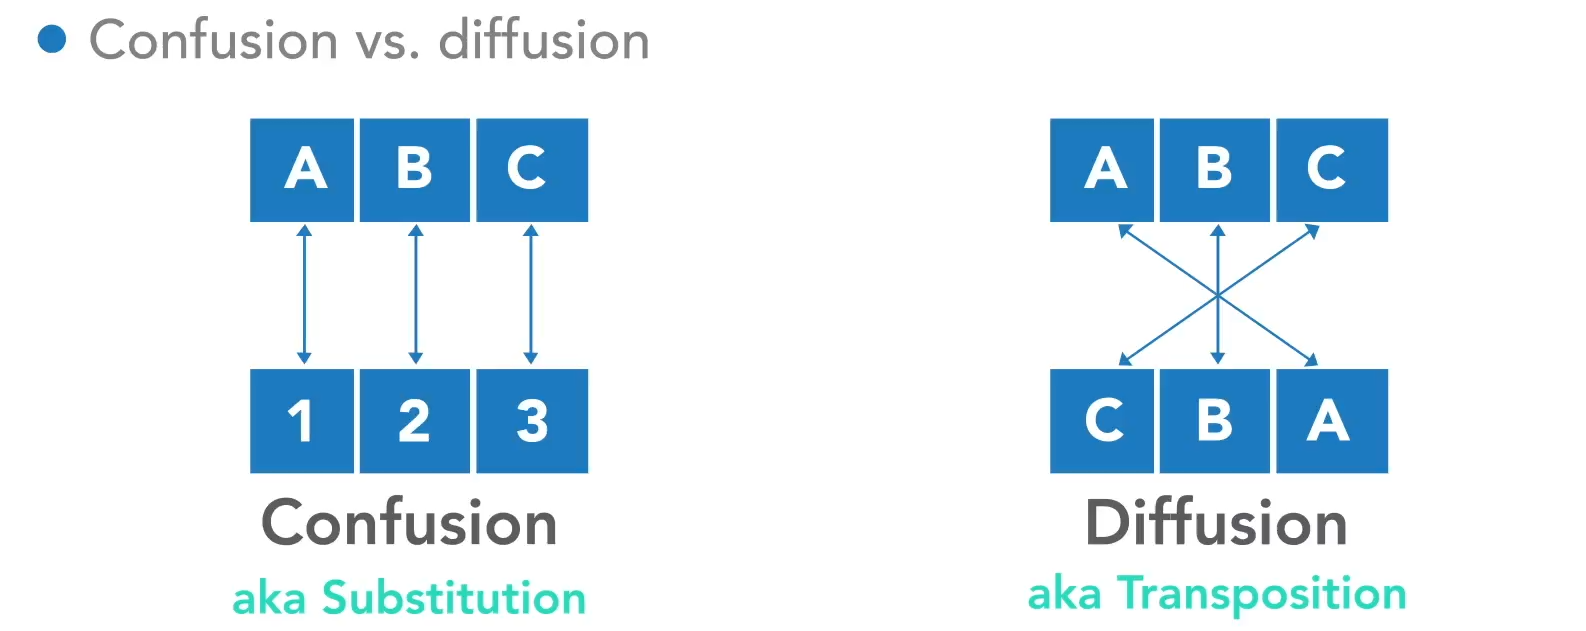 Confusion vs. diffusion
A B C
1 2 3
Confusion
aka Substitution
A B C
C B A
Diffusion
aka Transposition